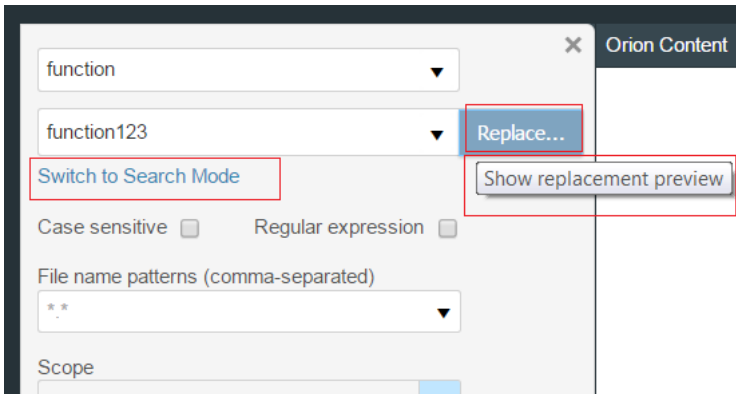 × Orion Content
function
function123 Replace...
Switch to Search Mode
Show replacement preview
Case sensitive Regular expression
File name patterns (comma-separated)
*.*
Scope